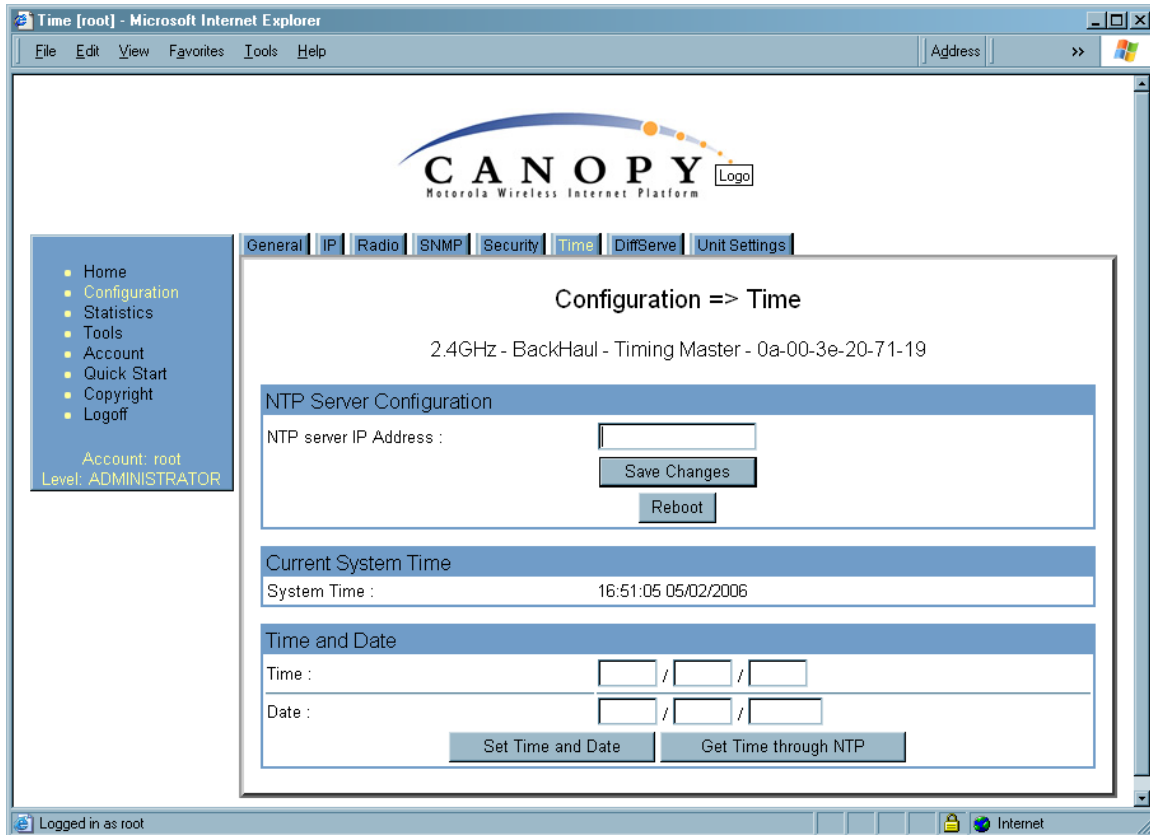 Time [root] - Microsoft Internet Explorer
File Edit View Favorites Tools Help Address >>
CANOPY
Motorola Wireless Internet Platform
Logo
General IP Radio SNMP Security Time DiffServe Unit Settings
Home
Configuration
Statistics
Tools
Account
Quick Start
Copyright
Logoff
Account: root
Level: ADMINISTRATOR
Configuration => Time
2.4GHz - BackHaul - Timing Master - 0a-00-3e-20-71-19
NTP Server Configuration
NTP server IP Address :
Save Changes
Reboot
Current System Time
System Time : 16:51:05 05/02/2006
Time and Date
Time : / /
Date : / /
Set Time and Date Get Time through NTP
Logged in as root Internet